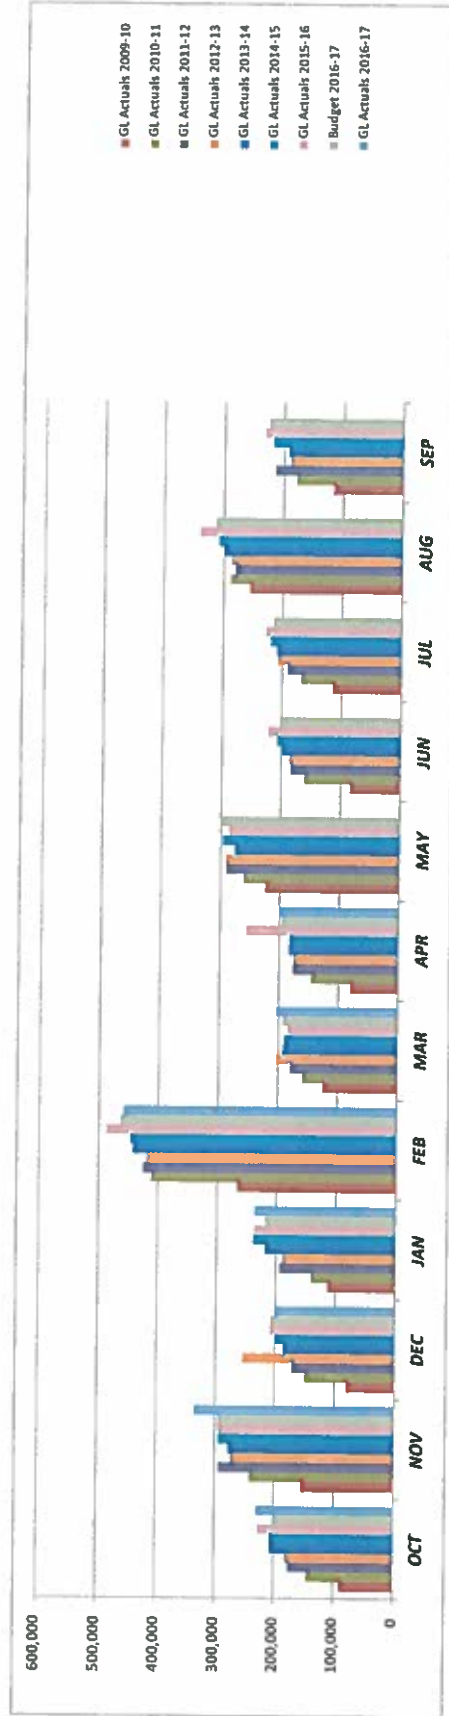 600,000
500,000
400,000
300,000
200,000
100,000
0
OCT NOV DEC JAN FEB MAR APR MAY JUN JUL AUG SEP
GL Actuals 2009-10
GL Actuals 2010-11
GL Actuals 2011-12
GL Actuals 2012-13
GL Actuals 2013-14
GL Actuals 2014-15
GL Actuals 2015-16
Budget 2016-17
GL Actuals 2016-17